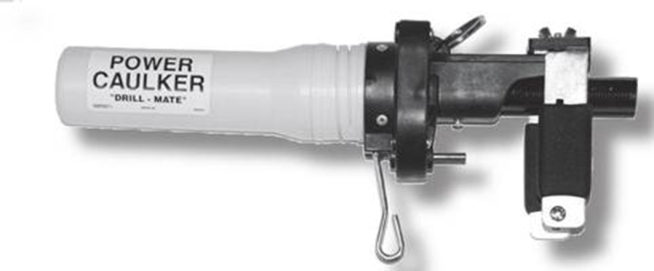 POWER
CAULKER
"DRILL - MATE"